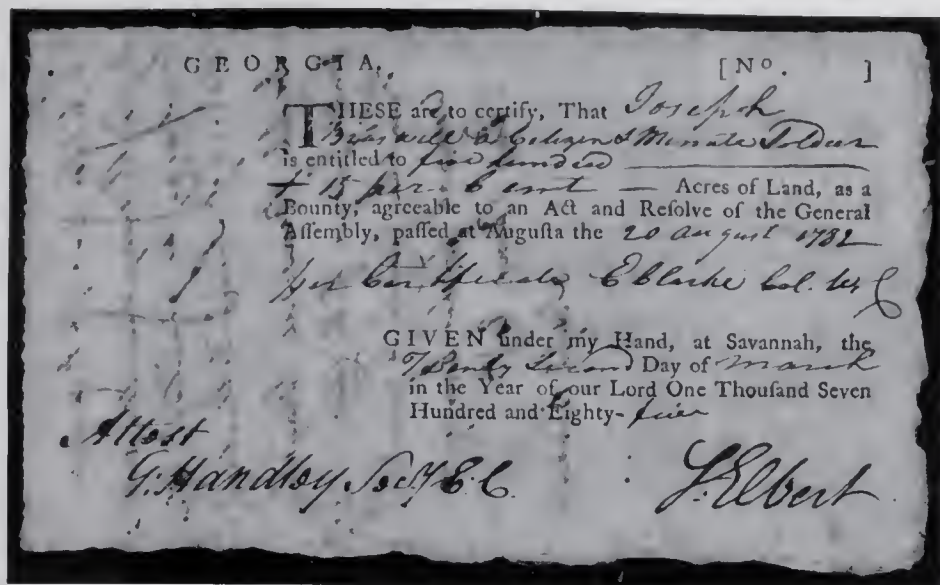 GEORGIA. [No. ]
THESE are to certify, That Joseph
Braswell a Citizen & Minute Soldier
is entitled to five hundred
+ 15 per Cent — Acres of Land, as a
Bounty, agreeable to an Act and Reſolve of the General
Aſſembly, paſſed at Auguſta the 20 august 1782
per Certificate E Clarke Col.
GIVEN under my Hand, at Savannah, the
Twenty Second Day of March
in the Year of our Lord One Thouſand Seven
Hundred and Eighty-five
Attest
G: Handley Secy E.C.
S. Elbert